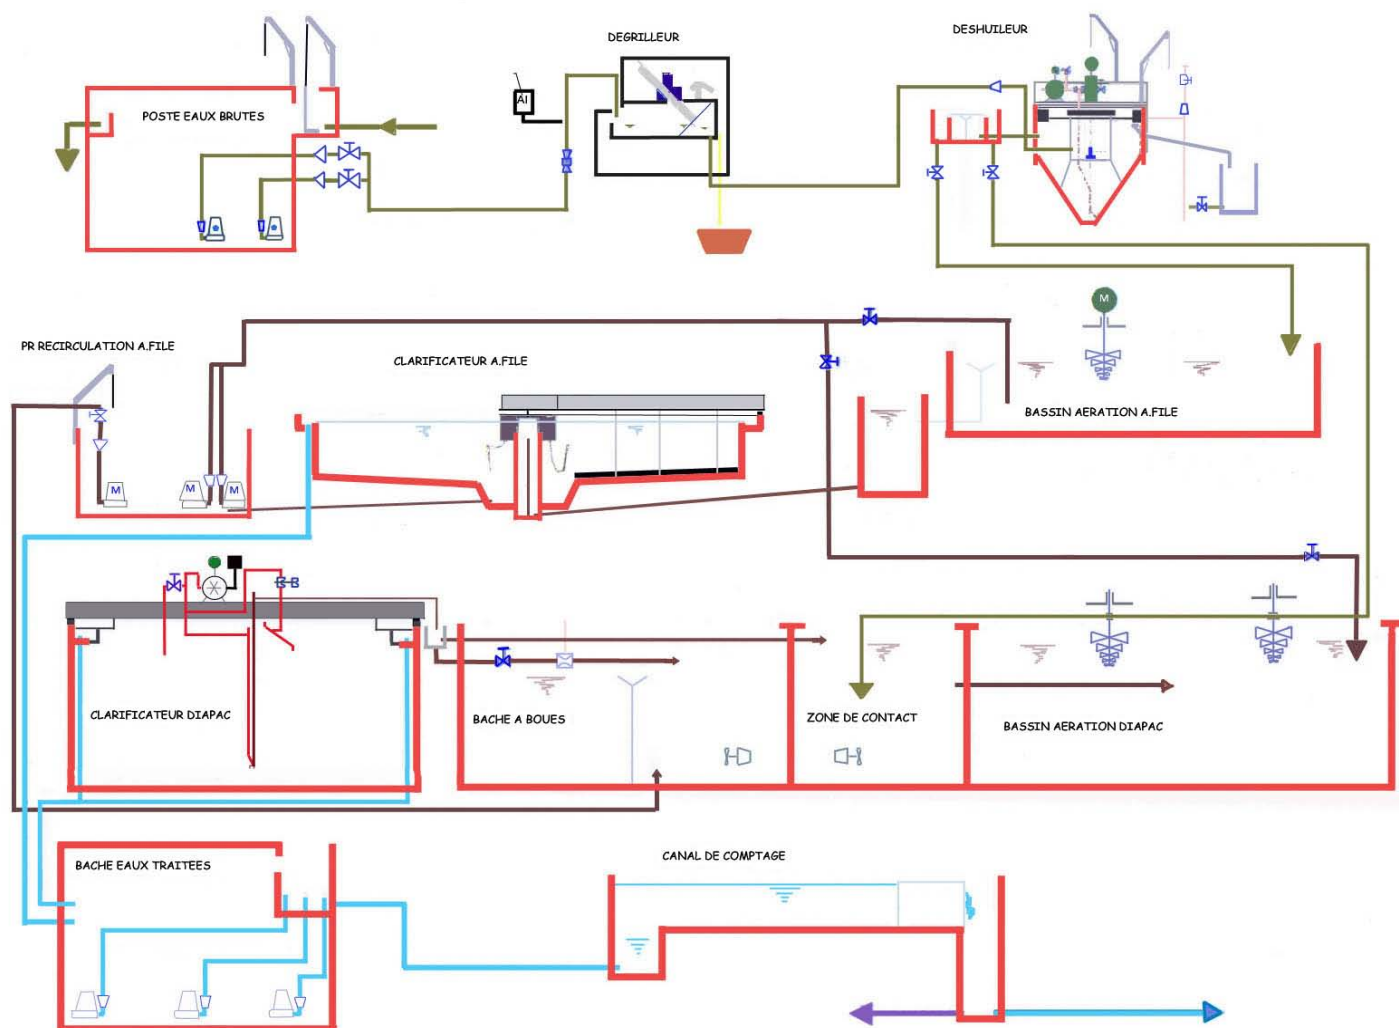 DEGRILLEUR
DESHUILEUR
POSTE EAUX BRUTES
AI
M
PR RECIRCULATION A.FILE
CLARIFICATEUR A.FILE
BASSIN AERATION A.FILE
M
M
M
CLARIFICATEUR DIAPAC
BACHE A BOUES
ZONE DE CONTACT
BASSIN AERATION DIAPAC
BACHE EAUX TRAITEES
CANAL DE COMPTAGE